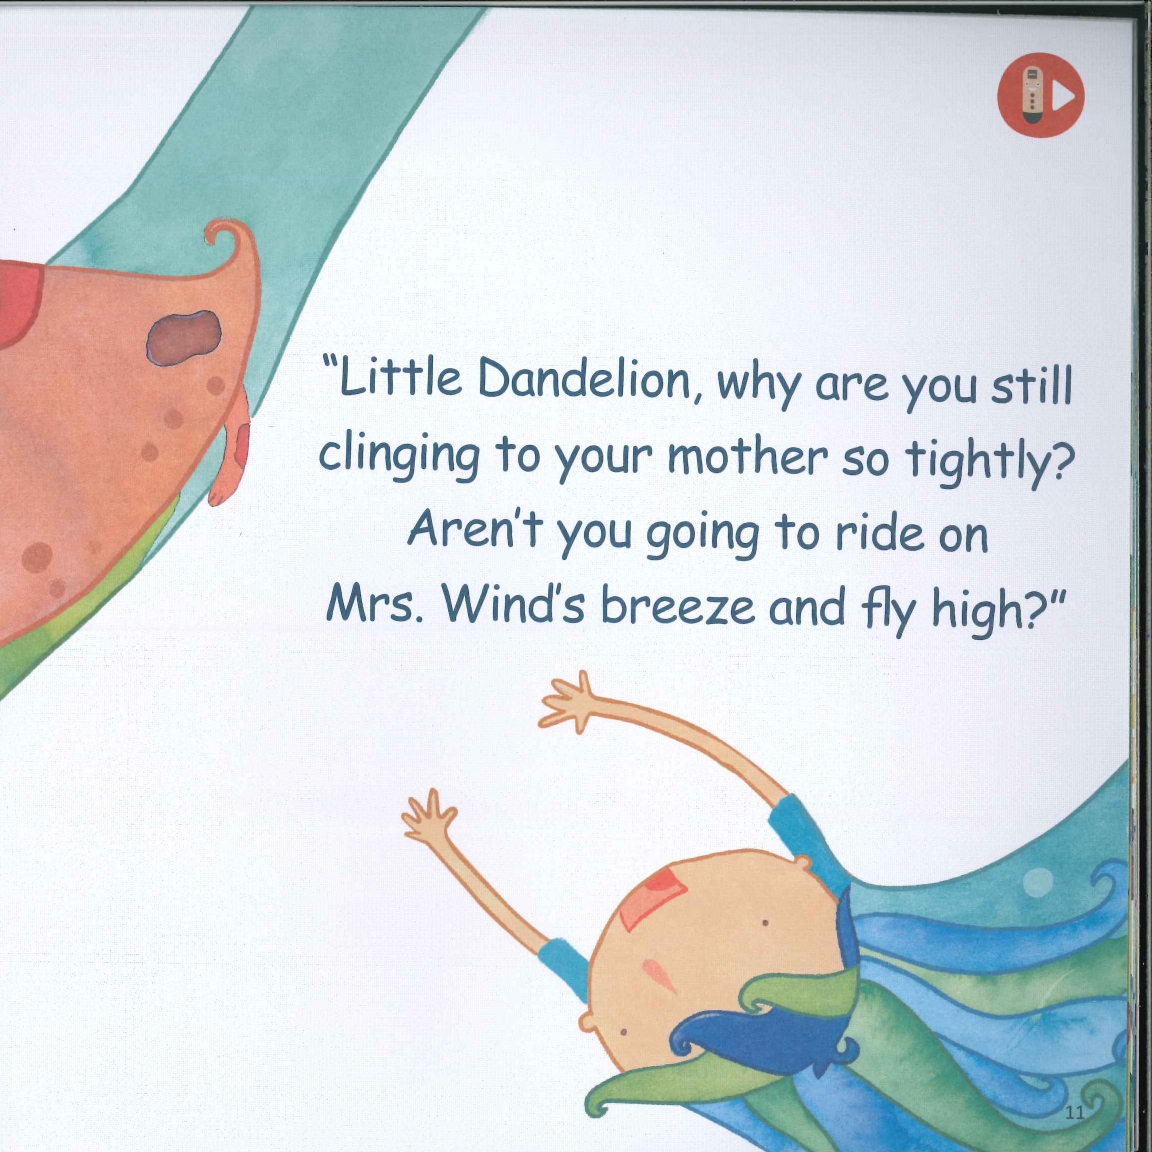 “Little Dandelion, why are you still
clinging to your mother so tightly?
Aren’t you going to ride on
Mrs. Wind’s breeze and fly high?”
11